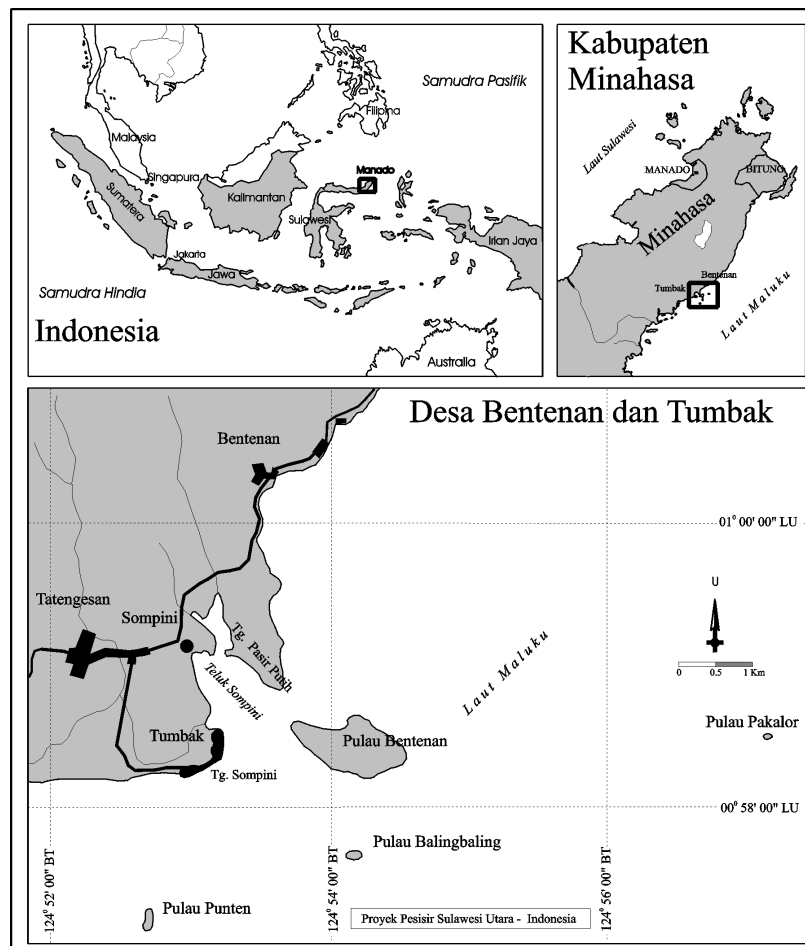 Samudra Pasifik
Filipina
Malaysia
Singapura
Manado
Sumatera
Kalimantan
Sulawesi
Irian Jaya
Jakarta
Jawa
Samudra Hindia
Indonesia
Australia
Kabupaten
Minahasa
Laut Sulawesi
MANADO
BITUNG
Minahasa
Bentenan
Tumbak
Laut Maluku
Desa Bentenan dan Tumbak
Bentenan
01° 00' 00" LU
U
Tatengesan
Sompini
Tg. Pasir Putih
Teluk Sompini
Laut Maluku
0 0.5 1 Km
Pulau Pakalor
Tumbak
Pulau Bentenan
Tg. Sompini
00° 58' 00" LU
Pulau Balingbaling
Pulau Punten
124° 52' 00" BT
124° 54' 00" BT
124° 56' 00" BT
Proyek Pesisir Sulawesi Utara - Indonesia